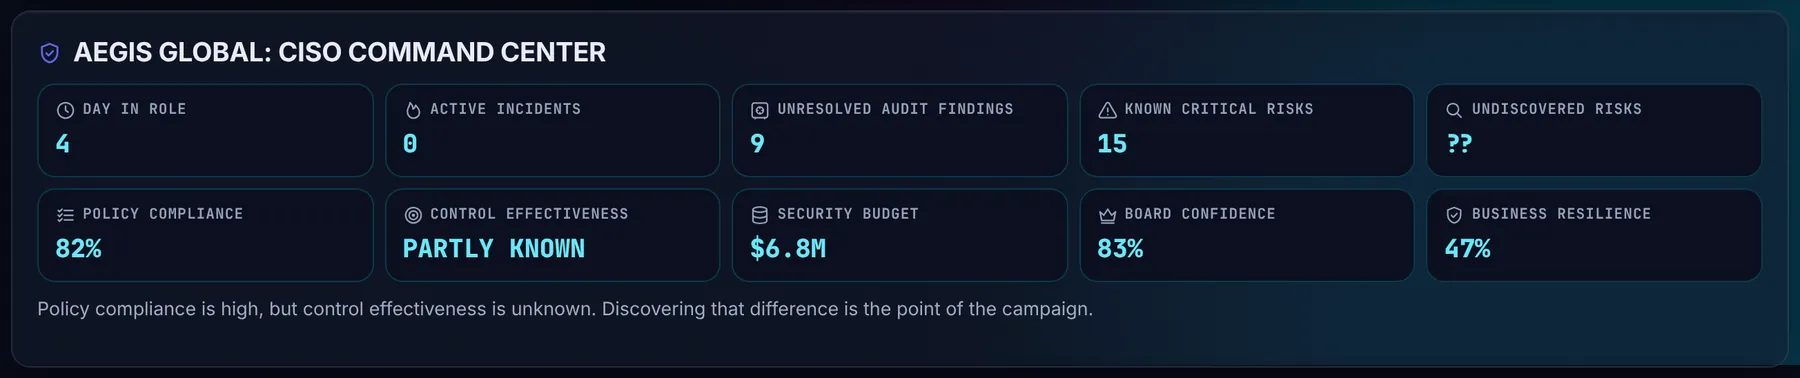 AEGIS GLOBAL: CISO COMMAND CENTER
DAY IN ROLE
4
ACTIVE INCIDENTS
0
UNRESOLVED AUDIT FINDINGS
9
KNOWN CRITICAL RISKS
15
UNDISCOVERED RISKS
??
POLICY COMPLIANCE
82%
CONTROL EFFECTIVENESS
PARTLY KNOWN
SECURITY BUDGET
$6.8M
BOARD CONFIDENCE
83%
BUSINESS RESILIENCE
47%
Policy compliance is high, but control effectiveness is unknown. Discovering that difference is the point of the campaign.